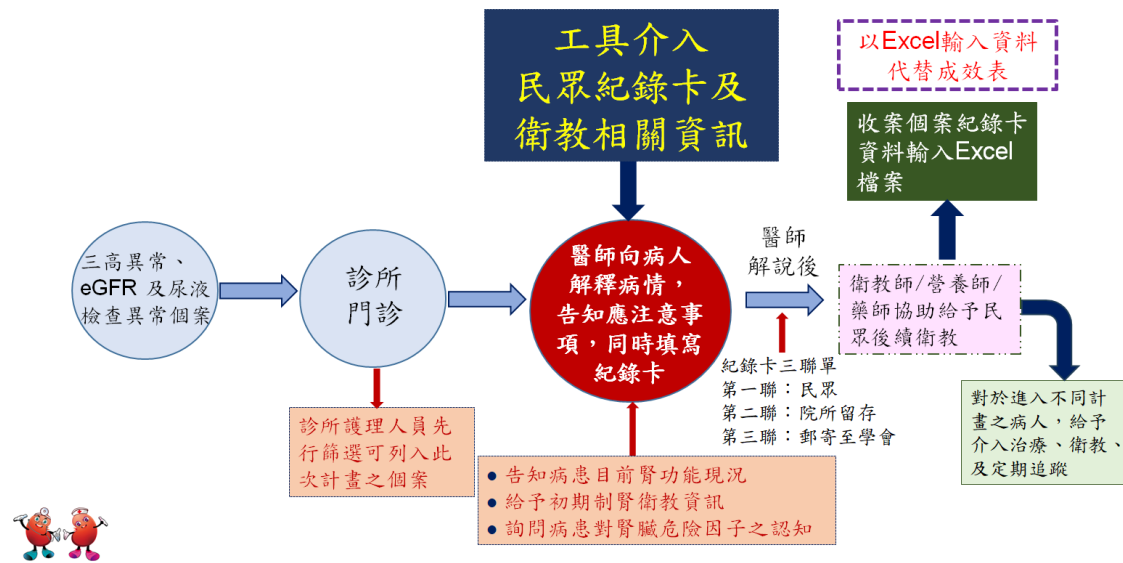 工具介入
民眾紀錄卡及
衛教相關資訊
以Excel輸入資料
代替成效表
收案個案紀錄卡
資料輸入Excel
檔案
三高異常、
eGFR 及尿液
檢查異常個案
診所
門診
醫師向病人
解釋病情，
告知應注意事
項，同時填寫
紀錄卡
醫師
解說後
衛教師/營養師/
藥師協助給予民
眾後續衛教
紀錄卡三聯單
第一聯：民眾
第二聯：院所留存
第三聯：郵寄至學會
對於進入不同計
畫之病人，給予
介入治療、衛教、
及定期追蹤
診所護理人員先
行篩選可列入此
次計畫之個案
● 告知病患目前腎功能現況
● 給予初期制腎衛教資訊
● 詢問病患對腎臟危險因子之認知